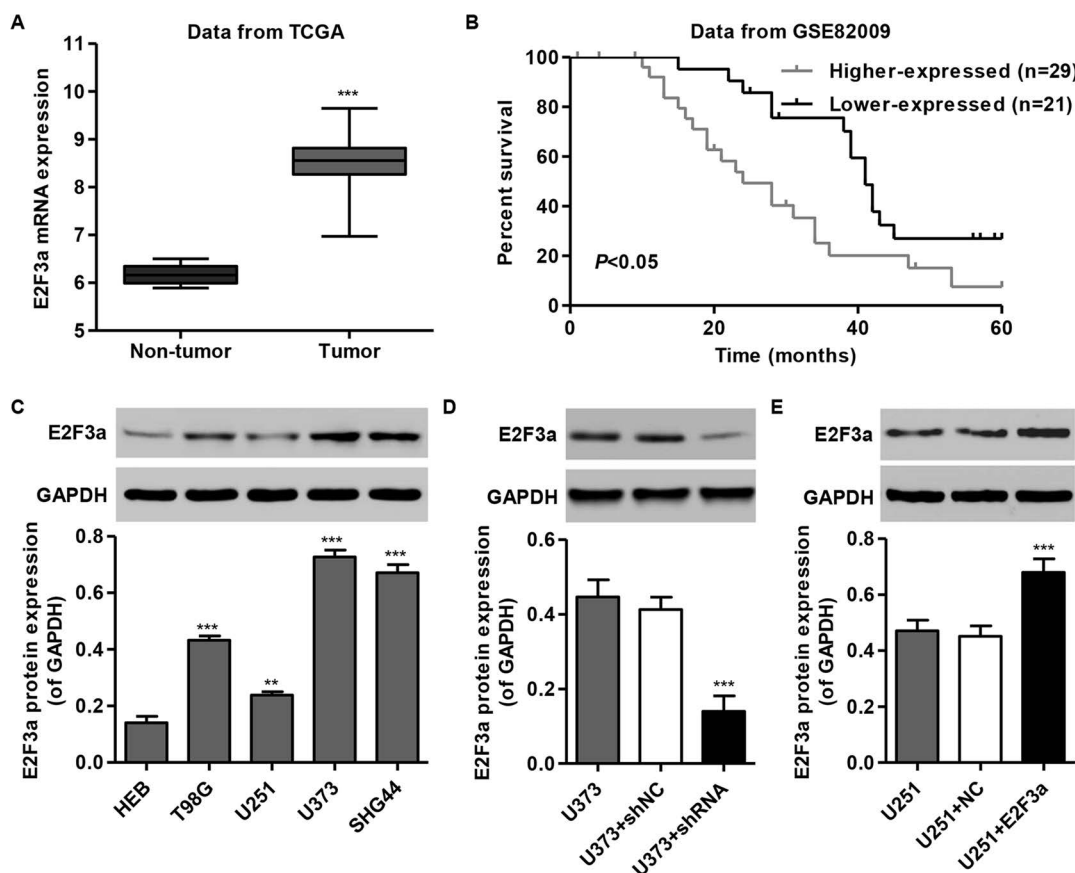 A
Data from TCGA
E2F3a mRNA expression
11
10
9
8
7
6
5
***
Non-tumor
Tumor
B
Data from GSE82009
Higher-expressed (n=29)
Lower-expressed (n=21)
Percent survival
100
80
60
40
20
0
P<0.05
0
20
40
60
Time (months)
C
E2F3a
GAPDH
E2F3a protein expression
(of GAPDH)
0.8
0.6
0.4
0.2
0.0
***
**
***
***
HEB
T98G
U251
U373
SHG44
D
E2F3a
GAPDH
E2F3a protein expression
(of GAPDH)
0.6
0.4
0.2
0.0
***
U373
U373+shNC
U373+shRNA
E
E2F3a
GAPDH
E2F3a protein expression
(of GAPDH)
0.8
0.6
0.4
0.2
0.0
***
U251
U251+NC
U251+E2F3a